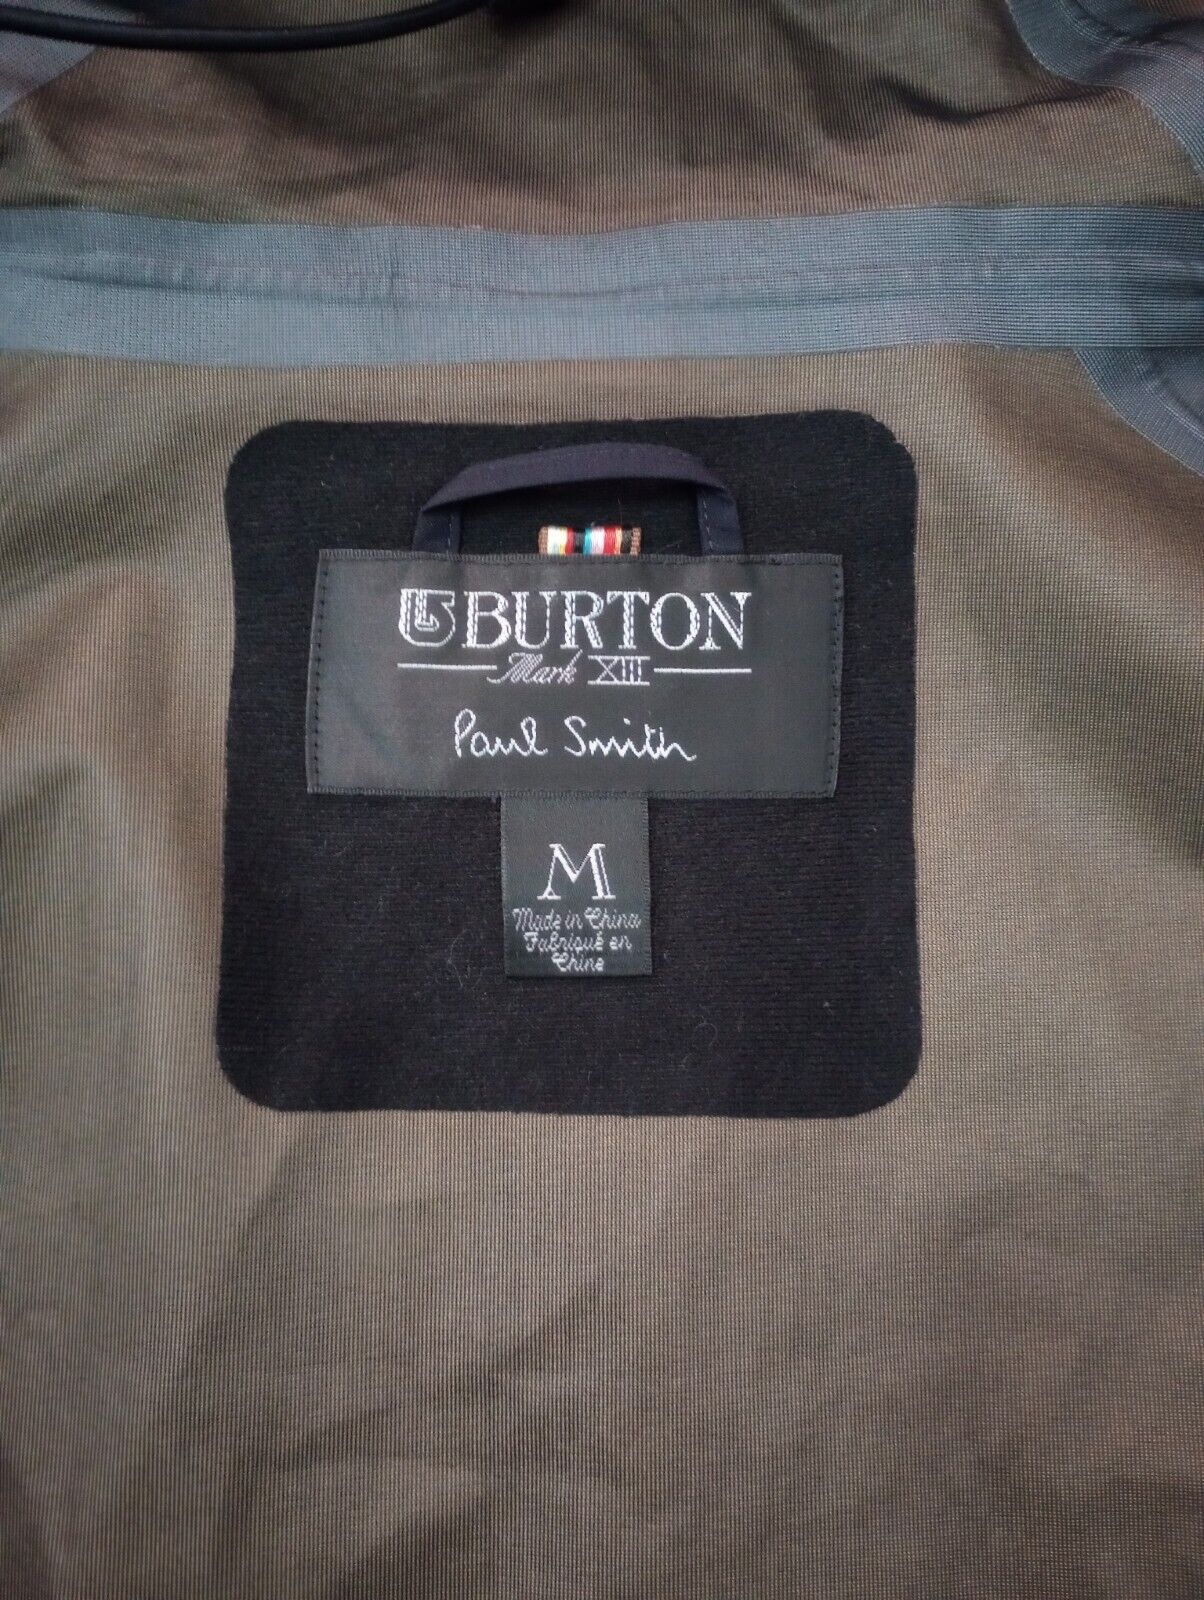 BURTON
Mark XIII
Paul Smith
M
Made in China
Fabriqué en
Chine